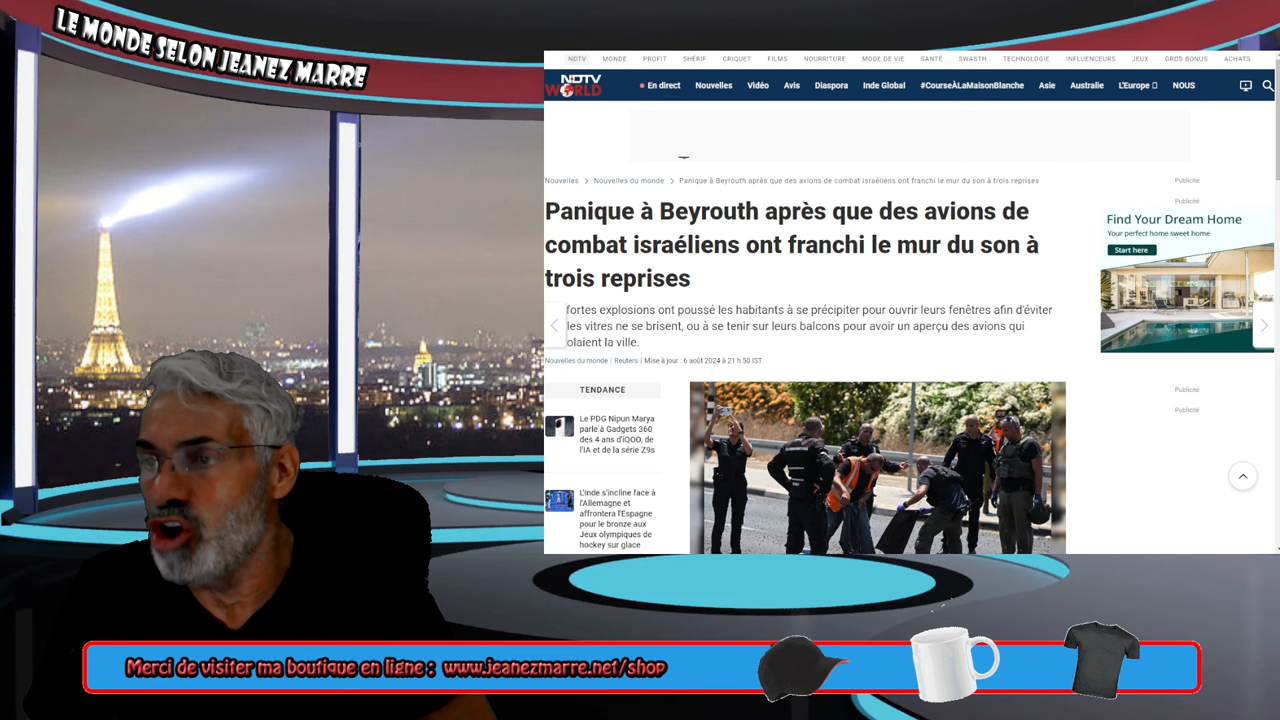 LE MONDE SELON JEANEZ MARRE
NDTV MONDE PROFIT SHÉRIF CRIQUET FILMS NOURRITURE MODE DE VIE SANTÉ SWASTH TECHNOLOGIE INFLUENCEURS JEUX GROS BONUS ACHATS
NDTV
WORLD
En direct Nouvelles Vidéo Avis Diaspora Inde Global #CourseÀLaMaisonBlanche Asie Australie L'Europe NOUS
Nouvelles > Nouvelles du monde > Panique à Beyrouth après que des avions de combat israéliens ont franchi le mur du son à trois reprises
Publicité
Publicité
Panique à Beyrouth après que des avions de
combat israéliens ont franchi le mur du son à
trois reprises
fortes explosions ont poussé les habitants à se précipiter pour ouvrir leurs fenêtres afin d'éviter
les vitres ne se brisent, ou à se tenir sur leurs balcons pour avoir un aperçu des avions qui
olaient la ville.
Nouvelles du monde | Reuters | Mise à jour : 6 août 2024 à 21 h 50 IST
Find Your Dream Home
Your perfect home sweet home
Start here
TENDANCE
Le PDG Nipun Marya
parle à Gadgets 360
des 4 ans d'iQOO, de
l'IA et de la série Z9s
L'Inde s'incline face à
l'Allemagne et
affrontera l'Espagne
pour le bronze aux
Jeux olympiques de
hockey sur glace
Publicité
Publicité
Merci de visiter ma boutique en ligne : www.jeanezmarre.net/shop